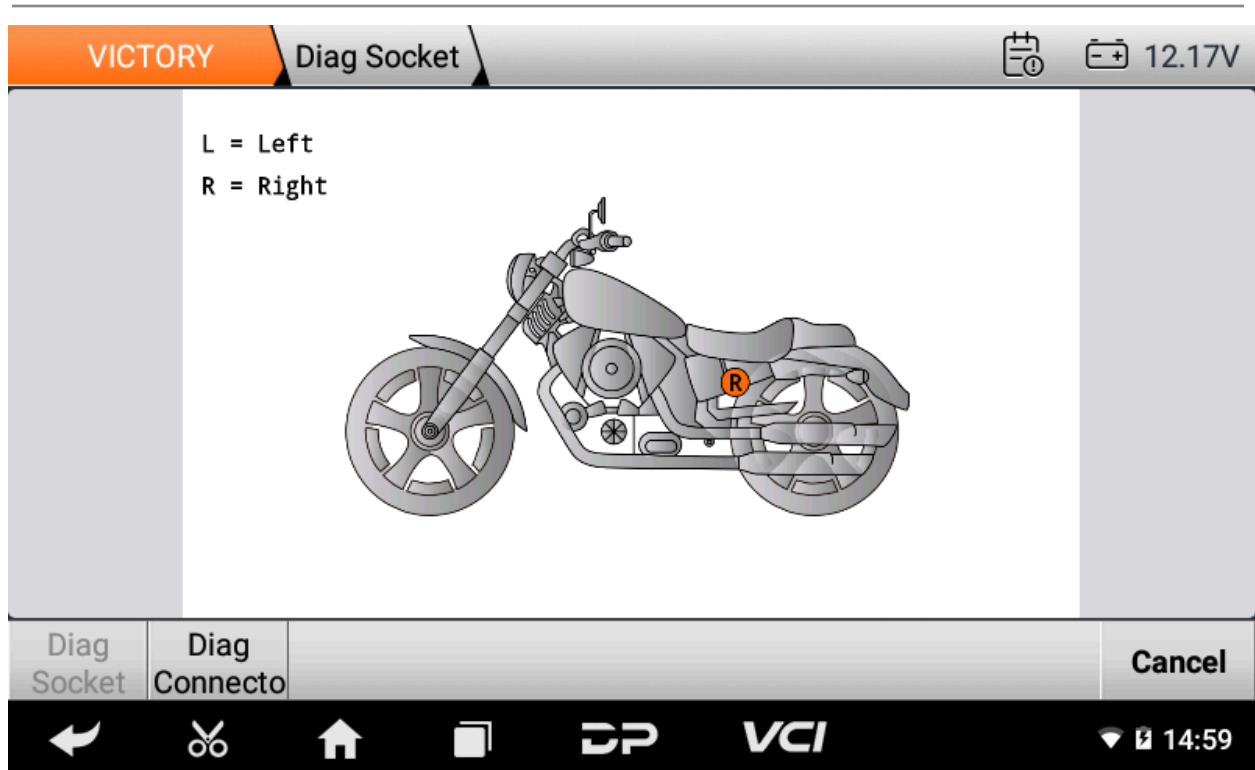 VICTORY
Diag Socket
12.17V
L = Left
R = Right
R
Diag
Socket
Diag
Connecto
Cancel
DP
VCI
14:59